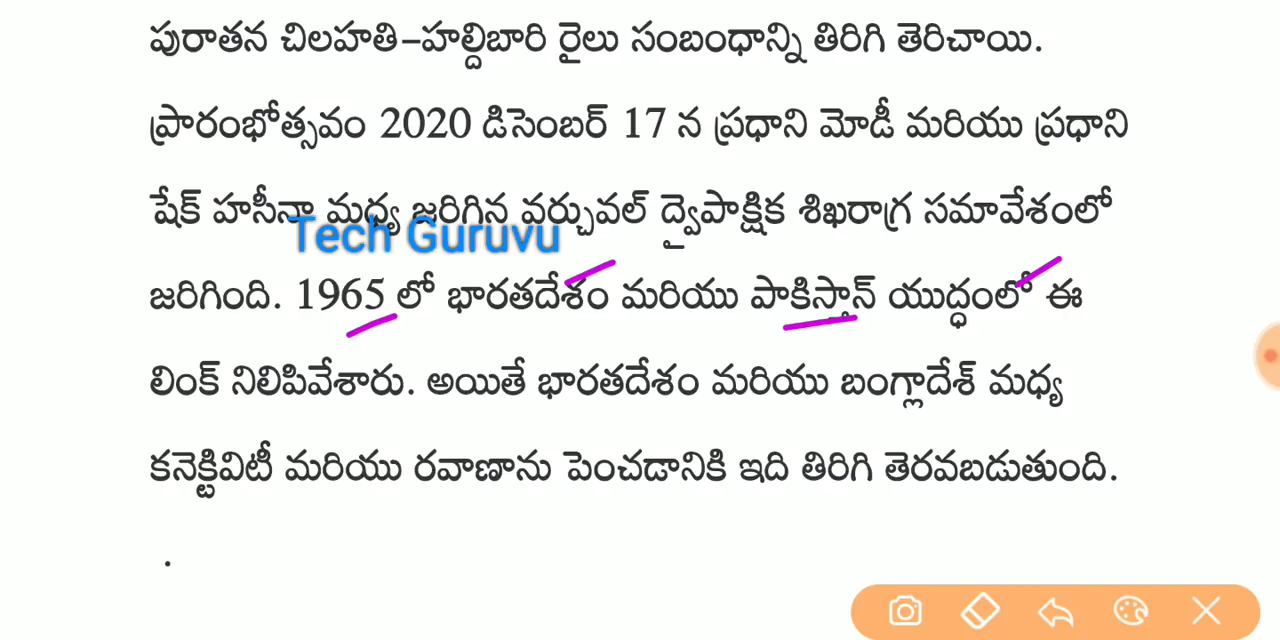 పురాతన చిలహతి-హల్దిబారి రైలు సంబంధాన్ని తిరిగి తెరిచాయి.
ప్రారంభోత్సవం 2020 డిసెంబర్ 17 న ప్రధాని మోడీ మరియు ప్రధాని
షేక్ హసీనా మధ్య జరిగిన వర్చువల్ ద్వైపాక్షిక శిఖరాగ్ర సమావేశంలో
Tech Guruvu
జరిగింది. 1965 లో భారతదేశం మరియు పాకిస్తాన్ యుద్ధంలో ఈ
లింక్ నిలిపివేశారు. అయితే భారతదేశం మరియు బంగ్లాదేశ్ మధ్య
కనెక్టివిటీ మరియు రవాణాను పెంచడానికి ఇది తిరిగి తెరవబడుతుంది.
.